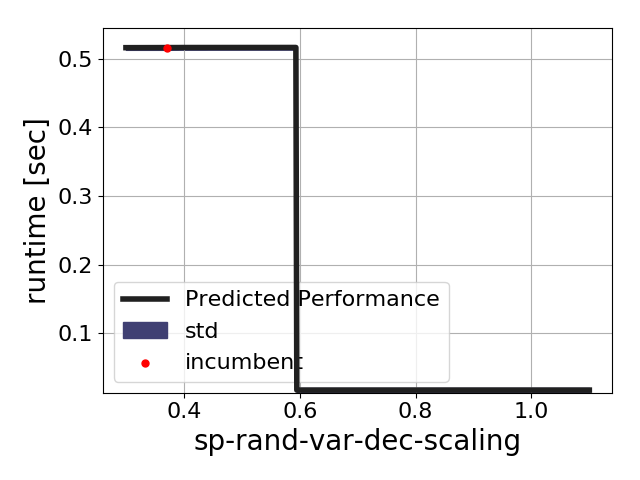 0.5
0.4
0.3
0.2
0.1
runtime [sec]
Predicted Performance
std
incumbent
0.4 0.6 0.8 1.0
sp-rand-var-dec-scaling